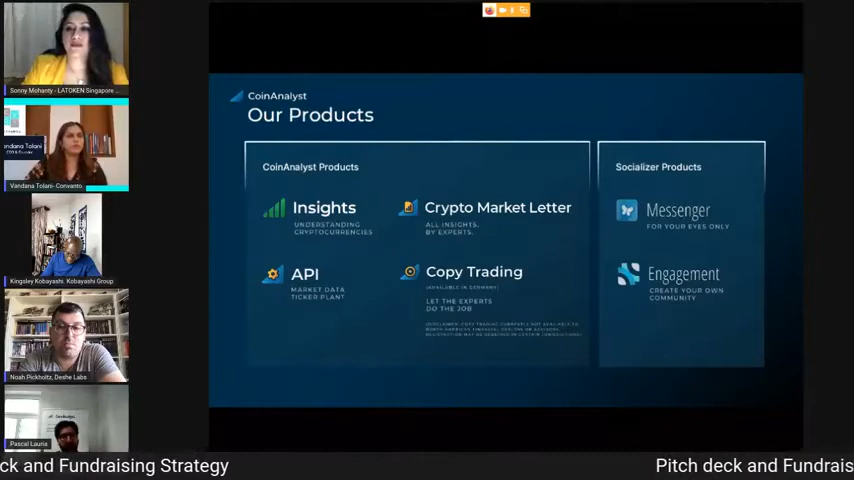 Sonny Mohanty - LATOKEN Singapore ...
Vandana Tolani- Convanto
Kingsley Kobayashi. Kobayashi Group
Noah Pickholtz, Deshe Labs
Pascal Lauria
CoinAnalyst
Our Products
CoinAnalyst Products
Insights
UNDERSTANDING
CRYPTOCURRENCIES
Crypto Market Letter
ALL INSIGHTS.
BY EXPERTS.
API
MARKET DATA
TICKER PLANT
Copy Trading
(AVAILABLE IN GERMANY)
LET THE EXPERTS
DO THE JOB
Socializer Products
Messenger
FOR YOUR EYES ONLY
Engagement
CREATE YOUR OWN
COMMUNITY
ck and Fundraising Strategy
Pitch deck and Fundrais